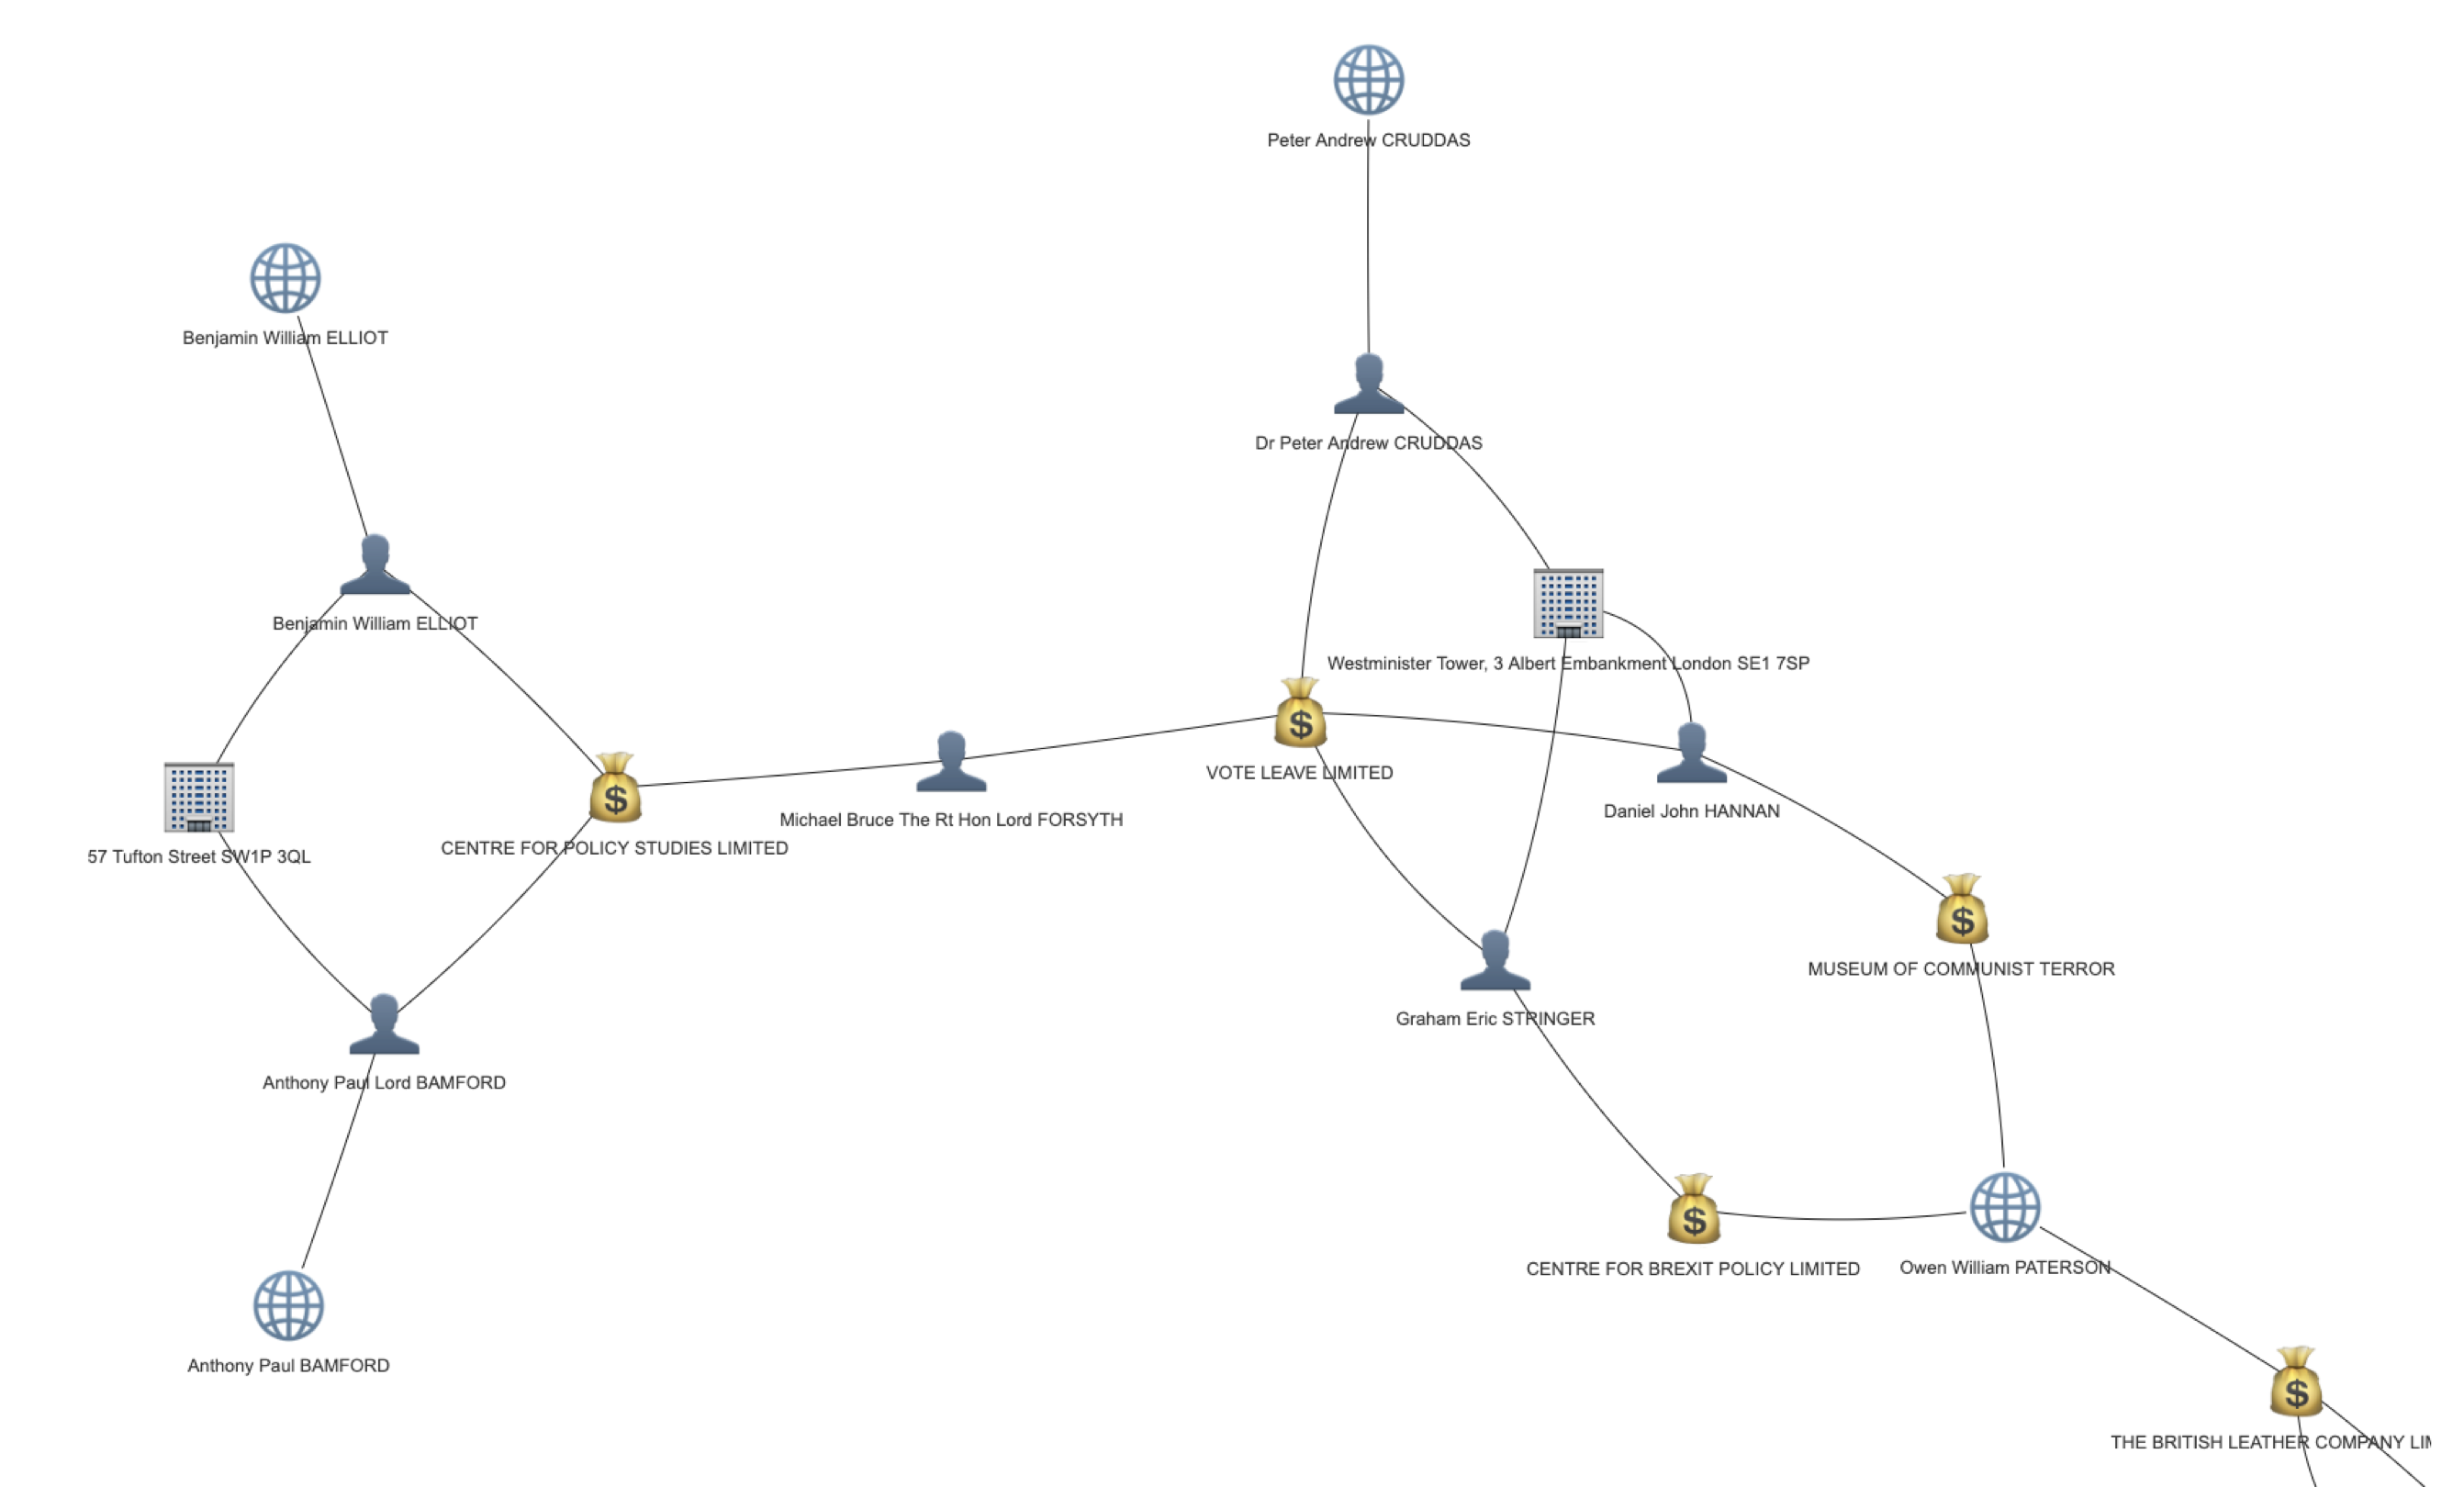 Peter Andrew CRUDDAS
Benjamin William ELLIOT
Dr Peter Andrew CRUDDAS
Benjamin William ELLIOT
Westminister Tower, 3 Albert Embankment London SE1 7SP
VOTE LEAVE LIMITED
Daniel John HANNAN
Michael Bruce The Rt Hon Lord FORSYTH
CENTRE FOR POLICY STUDIES LIMITED
57 Tufton Street SW1P 3QL
MUSEUM OF COMMUNIST TERROR
Graham Eric STRINGER
Anthony Paul Lord BAMFORD
CENTRE FOR BREXIT POLICY LIMITED
Owen William PATERSON
Anthony Paul BAMFORD
THE BRITISH LEATHER COMPANY